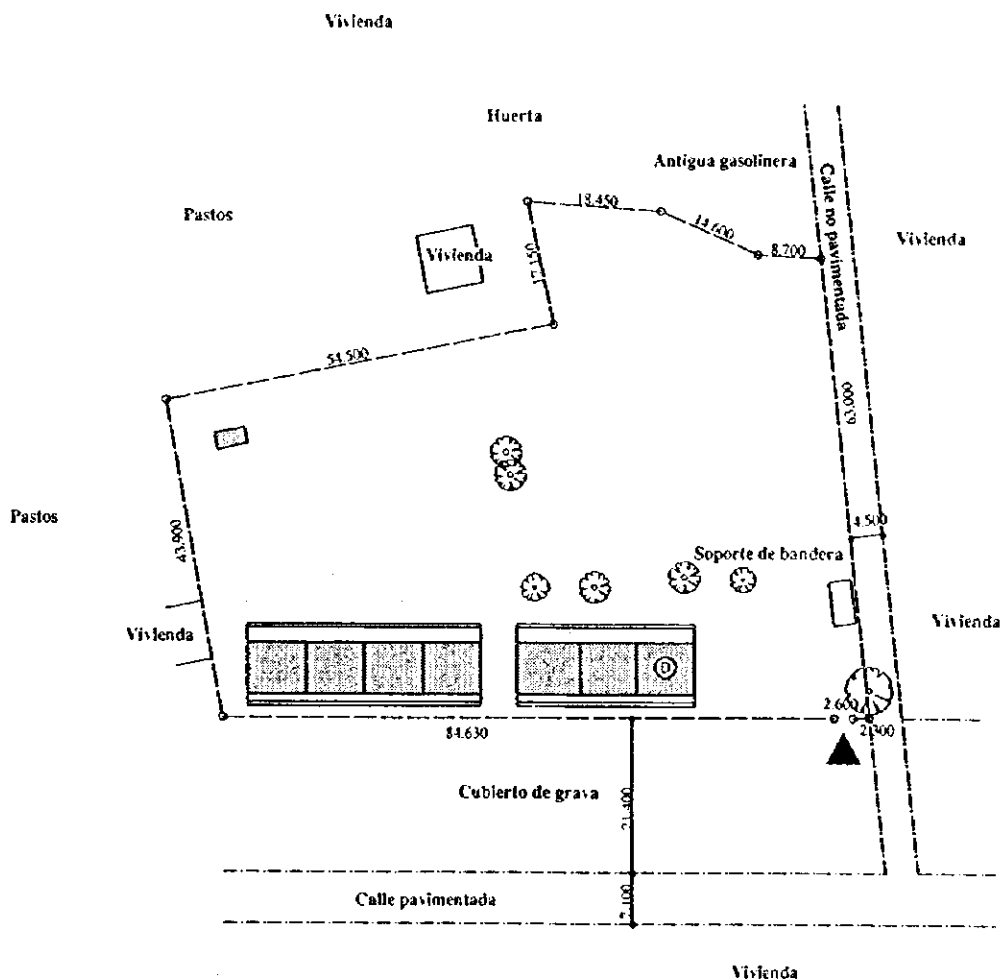 Vivienda
Huerta
Antigua gasolinera
Calle no pavimentada
18.450
Pastos
14.600
Vivienda
Vivienda
17.150
8.700
54.500
63.000
Pastos
43.900
4.500
Soporte de bandera
Vivienda
Vivienda
D
2.600
2.300
84.630
Cubierto de grava
21.400
Calle pavimentada
7.100
Vivienda